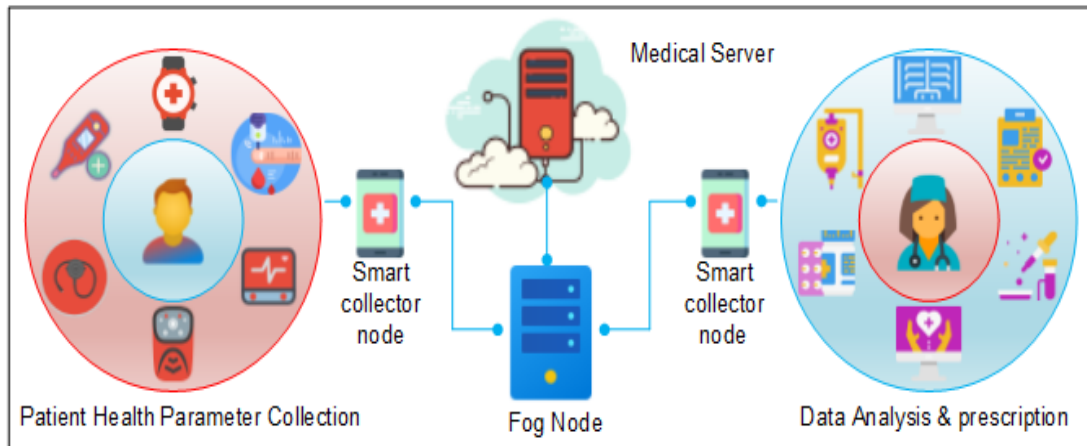 Medical Server
Smart
collector
node
Smart
collector
node
Patient Health Parameter Collection
Fog Node
Data Analysis & prescription